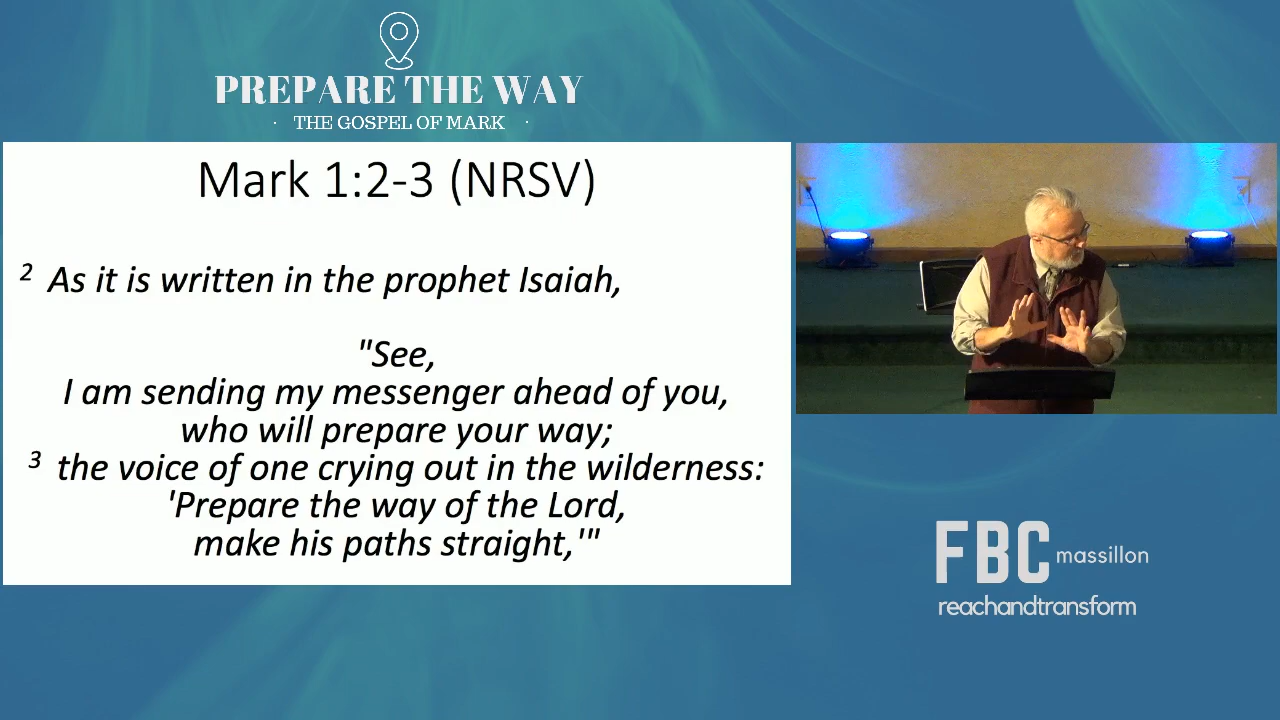 PREPARE THE WAY
· THE GOSPEL OF MARK ·
Mark 1:2-3 (NRSV)
2 As it is written in the prophet Isaiah,
"See,
I am sending my messenger ahead of you,
who will prepare your way;
3 the voice of one crying out in the wilderness:
'Prepare the way of the Lord,
make his paths straight,'"
FBC massillon
reachandtransform